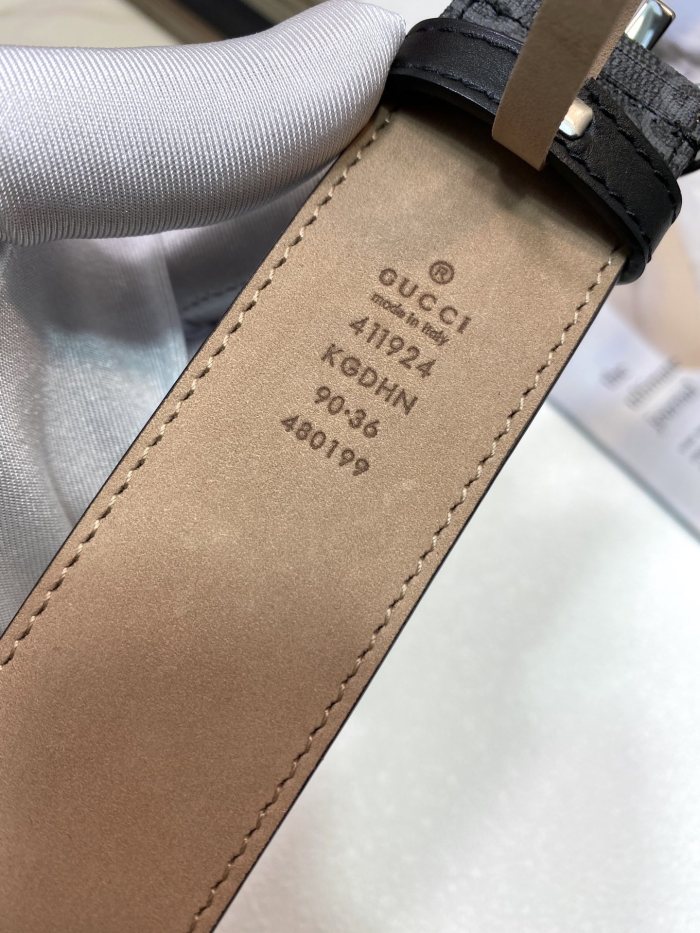 ®
GUCCI
made in Italy
411924
KGDHN
90·36
480199